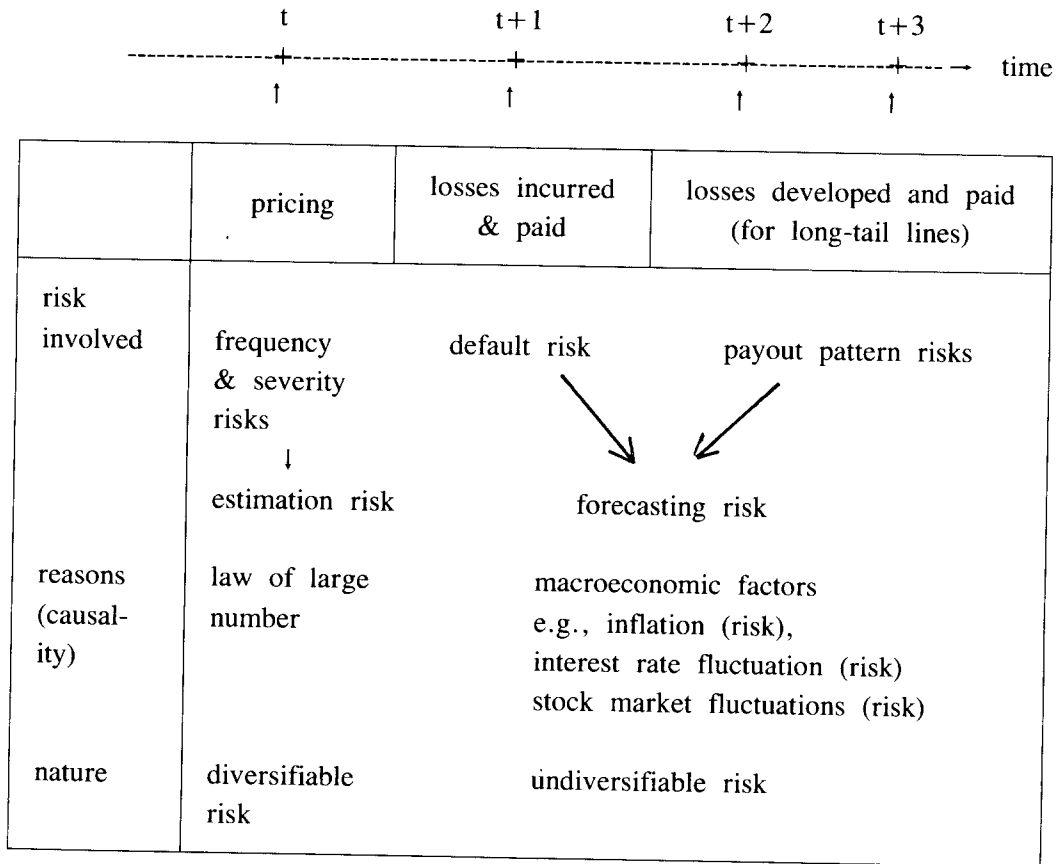 t t+1 t+2 t+3
time
pricing
losses incurred
& paid
losses developed and paid
(for long-tail lines)
risk
involved
frequency
& severity
risks
default risk
payout pattern risks
estimation risk
forecasting risk
reasons
(causal-
ity)
law of large
number
macroeconomic factors
e.g., inflation (risk),
interest rate fluctuation (risk)
stock market fluctuations (risk)
nature
diversifiable
risk
undiversifiable risk